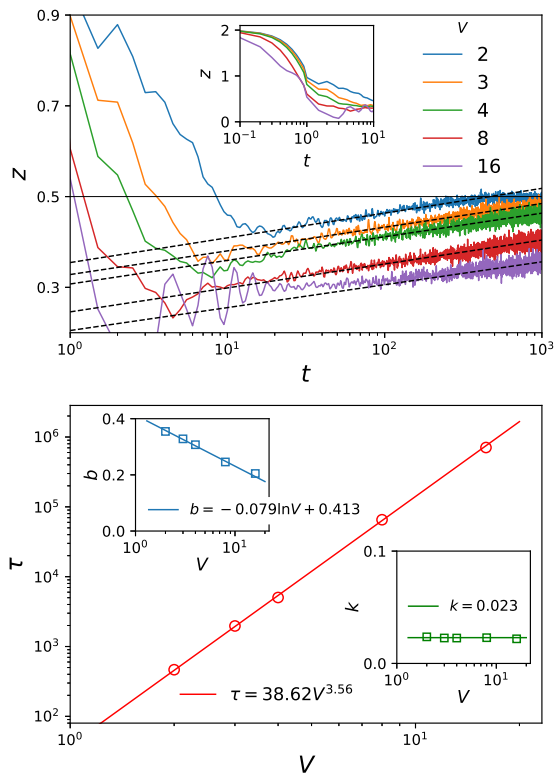 0.9
0.7
0.5
0.3
z
10^0
10^1
10^2
10^3
t
V
2
3
4
8
16
2
1
0
z
10^−1
10^0
10^1
t
10^6
10^5
10^4
10^3
10^2
τ
10^0
10^1
V
τ = 38.62V^3.56
0.4
0.2
0.0
b
b = − 0.079lnV + 0.413
10^0
10^1
V
0.1
0.0
k
k = 0.023
10^0
10^1
V